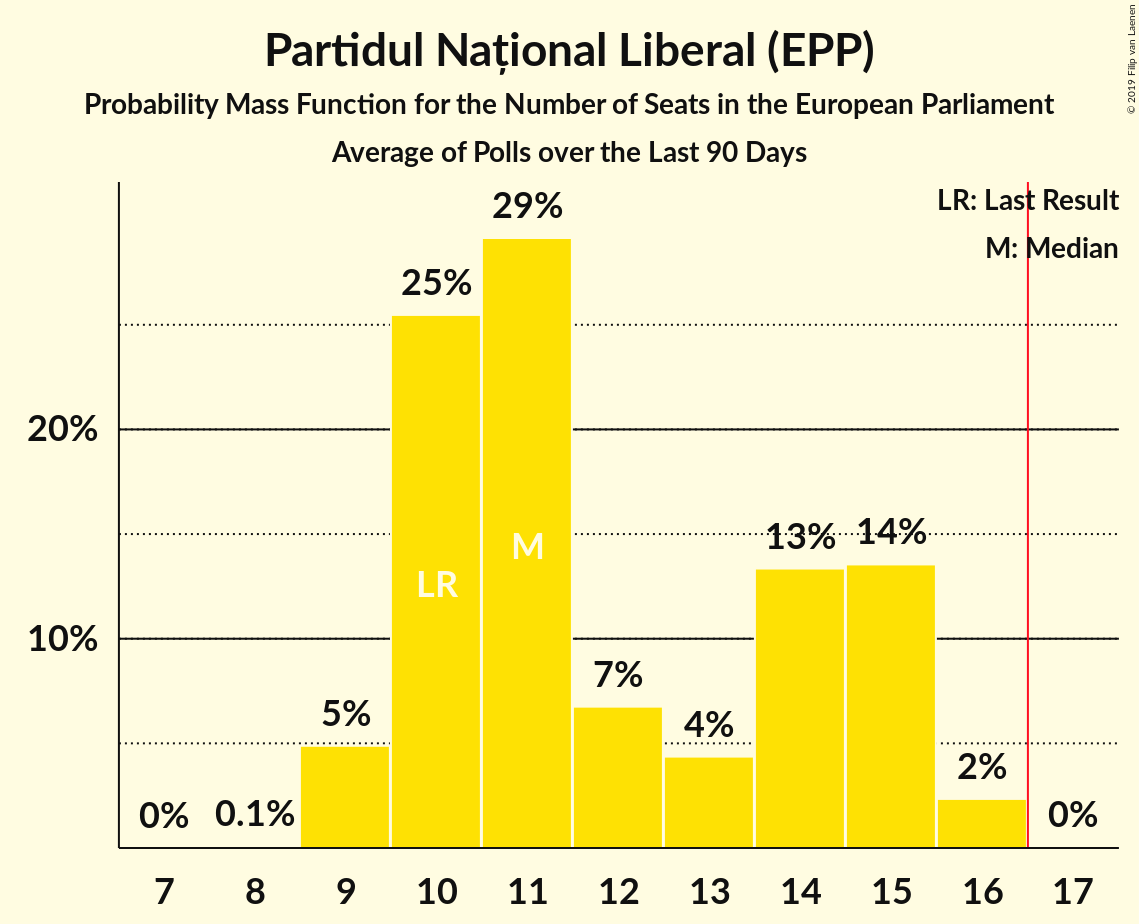 Partidul Național Liberal (EPP)
Probability Mass Function for the Number of Seats in the European Parliament
Average of Polls over the Last 90 Days
© 2019 Filip van Laenen
LR: Last Result
M: Median
29%
25%
20%
13% 14%
M
LR
10%
7%
5% 4%
2%
0% 0.1% 0%
7 8 9 10 11 12 13 14 15 16 17